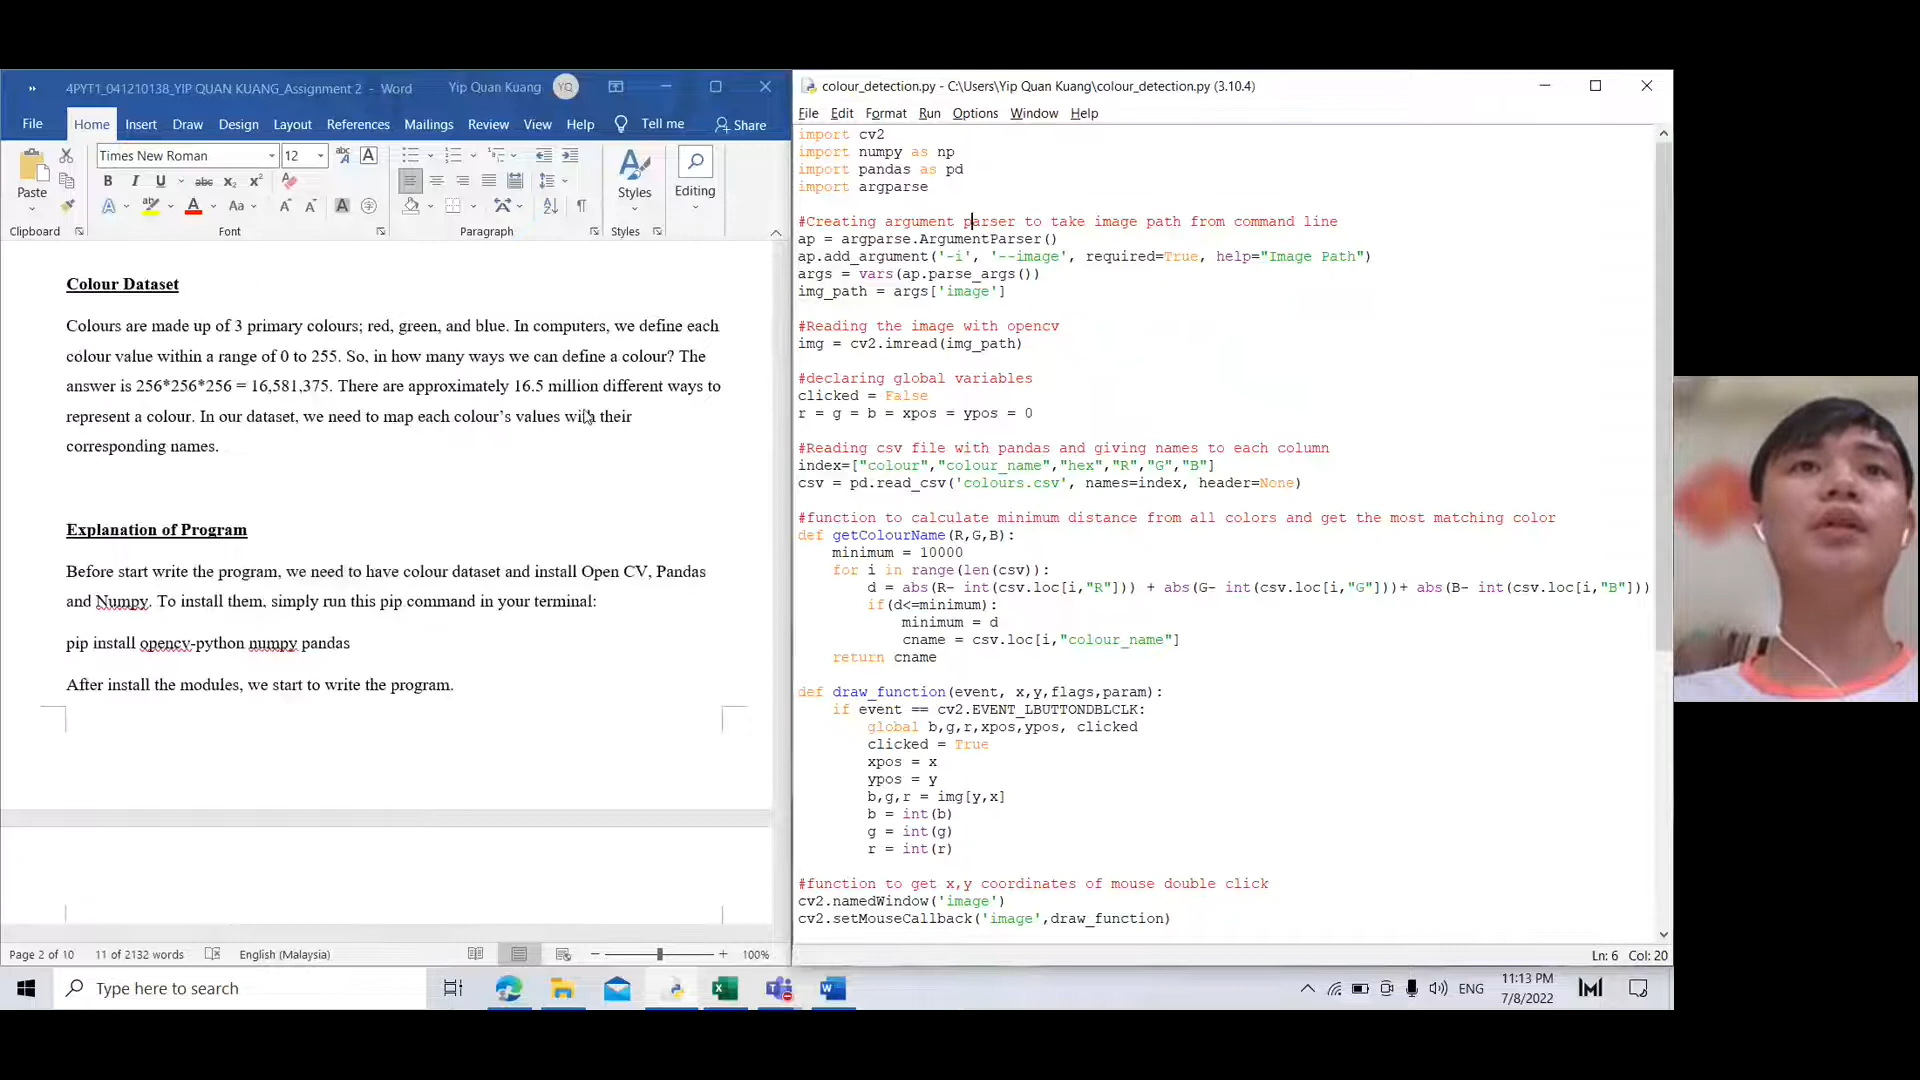 4PYT1_041210138_YIP QUAN KUANG_Assignment 2 - Word
Yip Quan Kuang
YQ
File Home Insert Draw Design Layout References Mailings Review View Help Tell me Share
Times New Roman 12
Paste
Styles
Editing
Clipboard Font Paragraph Styles
Colour Dataset
Colours are made up of 3 primary colours; red, green, and blue. In computers, we define each
colour value within a range of 0 to 255. So, in how many ways we can define a colour? The
answer is 256*256*256 = 16,581,375. There are approximately 16.5 million different ways to
represent a colour. In our dataset, we need to map each colour's values with their
corresponding names.
Explanation of Program
Before start write the program, we need to have colour dataset and install Open CV, Pandas
and Numpy. To install them, simply run this pip command in your terminal:
pip install opencv-python numpy pandas
After install the modules, we start to write the program.
Page 2 of 10 11 of 2132 words English (Malaysia) 100%
colour_detection.py - C:\Users\Yip Quan Kuang\colour_detection.py (3.10.4)
File Edit Format Run Options Window Help
import cv2
import numpy as np
import pandas as pd
import argparse
#Creating argument parser to take image path from command line
ap = argparse.ArgumentParser()
ap.add_argument('-i', '--image', required=True, help="Image Path")
args = vars(ap.parse_args())
img_path = args['image']
#Reading the image with opencv
img = cv2.imread(img_path)
#declaring global variables
clicked = False
r = g = b = xpos = ypos = 0
#Reading csv file with pandas and giving names to each column
index=["colour","colour_name","hex","R","G","B"]
csv = pd.read_csv('colours.csv', names=index, header=None)
#function to calculate minimum distance from all colors and get the most matching color
def getColourName(R,G,B):
minimum = 10000
for i in range(len(csv)):
d = abs(R- int(csv.loc[i,"R"])) + abs(G- int(csv.loc[i,"G"]))+ abs(B- int(csv.loc[i,"B"]))
if(d<=minimum):
minimum = d
cname = csv.loc[i,"colour_name"]
return cname
def draw_function(event, x,y,flags,param):
if event == cv2.EVENT_LBUTTONDBLCLK:
global b,g,r,xpos,ypos, clicked
clicked = True
xpos = x
ypos = y
b,g,r = img[y,x]
b = int(b)
g = int(g)
r = int(r)
#function to get x,y coordinates of mouse double click
cv2.namedWindow('image')
cv2.setMouseCallback('image',draw_function)
Ln: 6 Col: 20
Type here to search
ENG
11:13 PM
7/8/2022